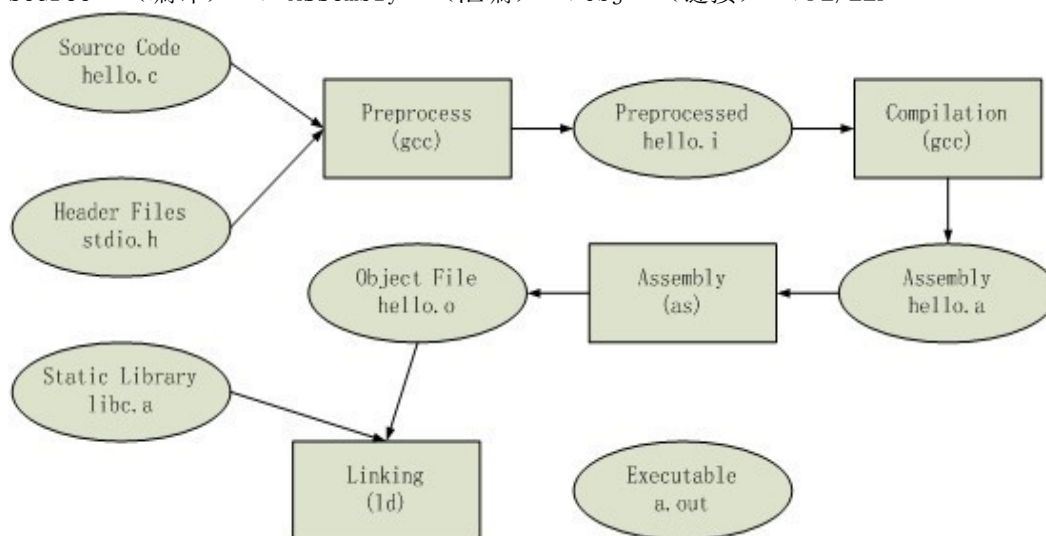 Source Code
hello.c
Preprocess
(gcc)
Preprocessed
hello.i
Compilation
(gcc)
Header Files
stdio.h
Object File
hello.o
Assembly
(as)
Assembly
hello.a
Static Library
libc.a
Linking
(ld)
Executable
a.out